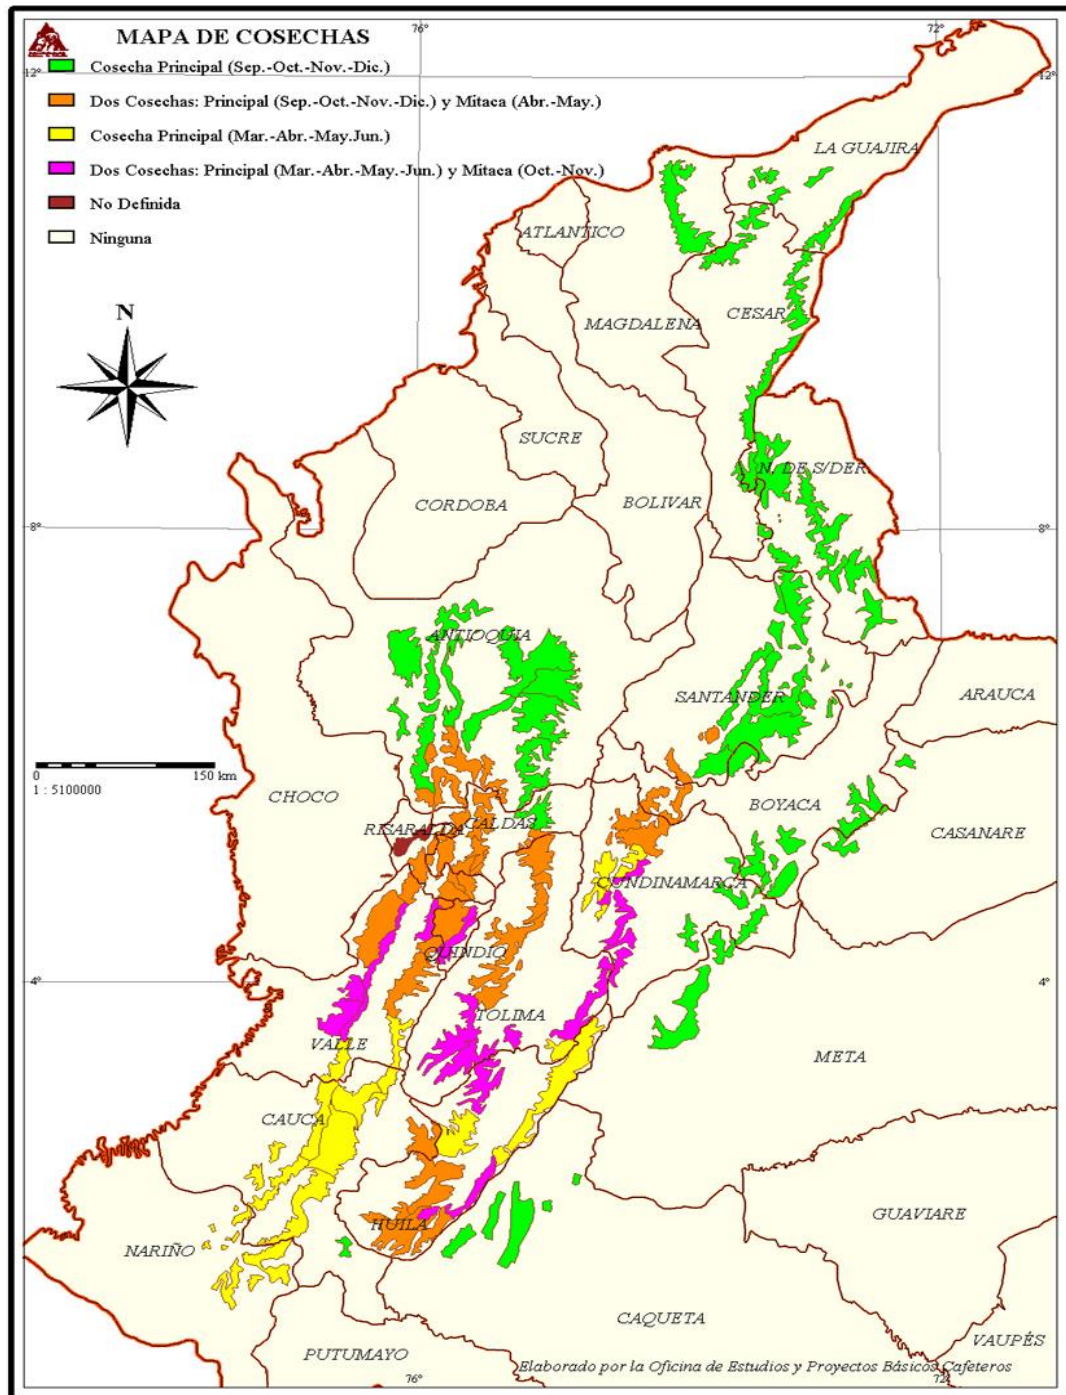 MAPA DE COSECHAS
Cosecha Principal (Sep.-Oct.-Nov.-Dic.)
Dos Cosechas: Principal (Sep.-Oct.-Nov.-Dic.) y Mitaca (Abr.-May.)
Cosecha Principal (Mar.-Abr.-May.Jun.)
Dos Cosechas: Principal (Mar.-Abr.-May.-Jun.) y Mitaca (Oct.-Nov.)
No Definida
Ninguna
76°
72°
12°
12°
N
LA GUAJIRA
ATLANTICO
MAGDALENA
CESAR
SUCRE
N. DE S/DER.
CORDOBA
BOLIVAR
8°
8°
ANTIOQUIA
SANTANDER
ARAUCA
0
150 km
1 : 5100000
CHOCO
BOYACA
RISARALDA
CALDAS
CASANARE
CUNDINAMARCA
QUINDIO
4°
4°
TOLIMA
VALLE
META
CAUCA
HUILA
GUAVIARE
NARIÑO
CAQUETA
VAUPÉS
PUTUMAYO
Elaborado por la Oficina de Estudios y Proyectos Básicos Cafeteros
76°
72°